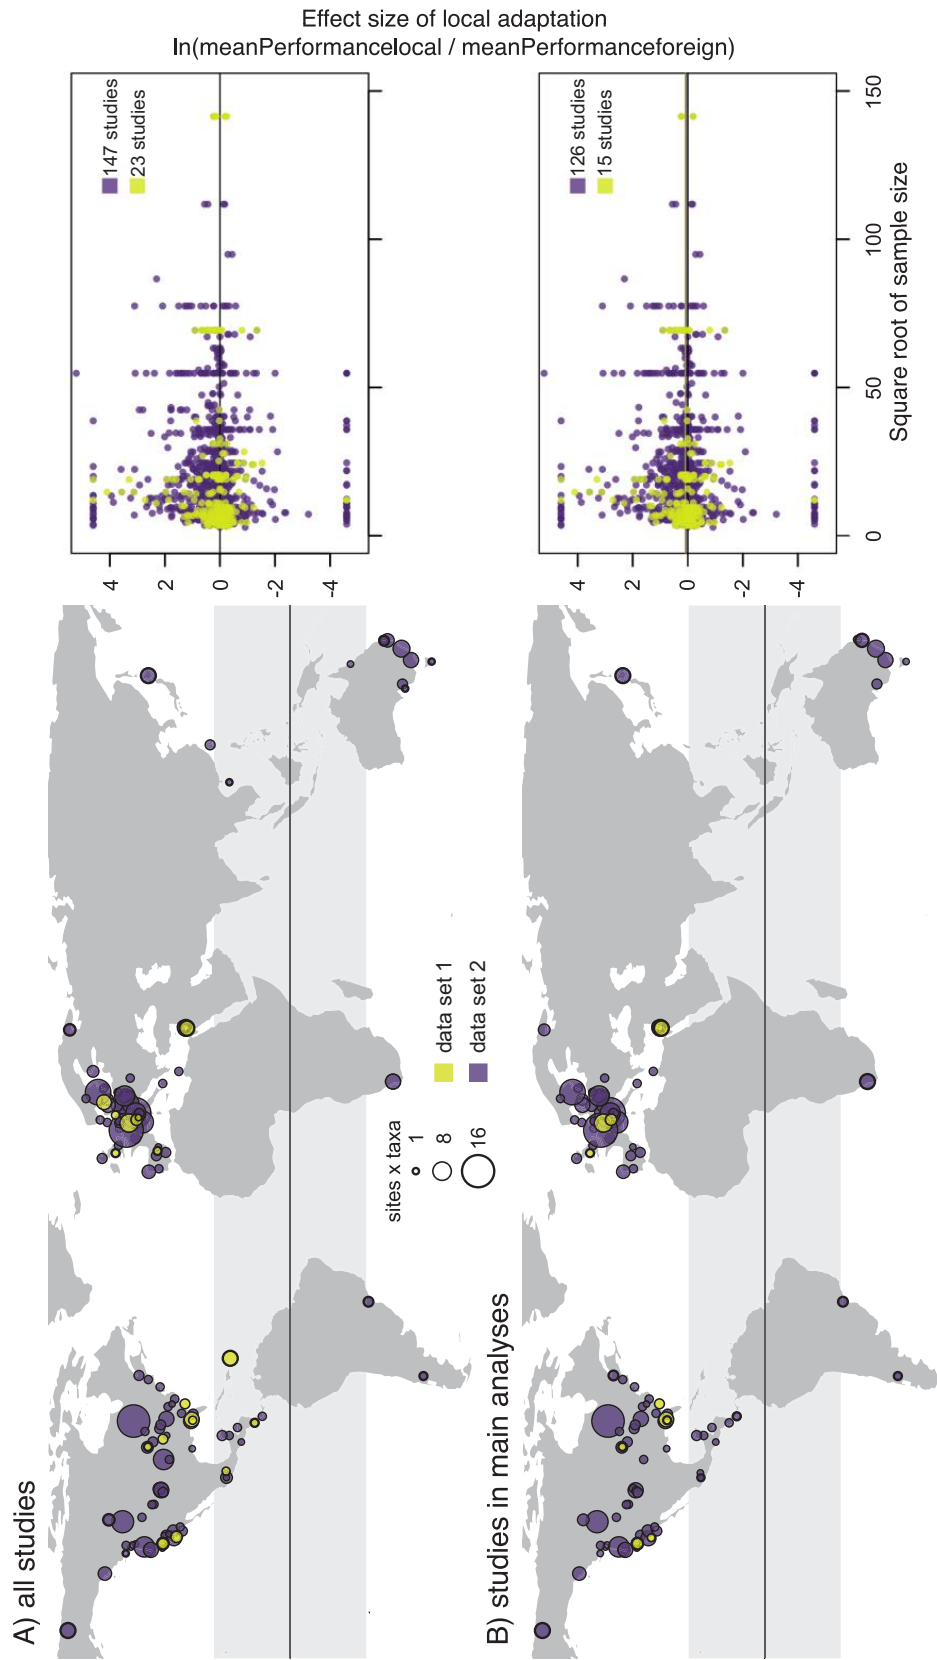 Effect size of local adaptation
ln(meanPerformancelocal / meanPerformanceforeign)
A) all studies
sites x taxa
1
8
16
data set 1
data set 2
4
2
0
-2
-4
147 studies
23 studies
B) studies in main analyses
4
2
0
-2
-4
126 studies
15 studies
0
50
100
150
Square root of sample size